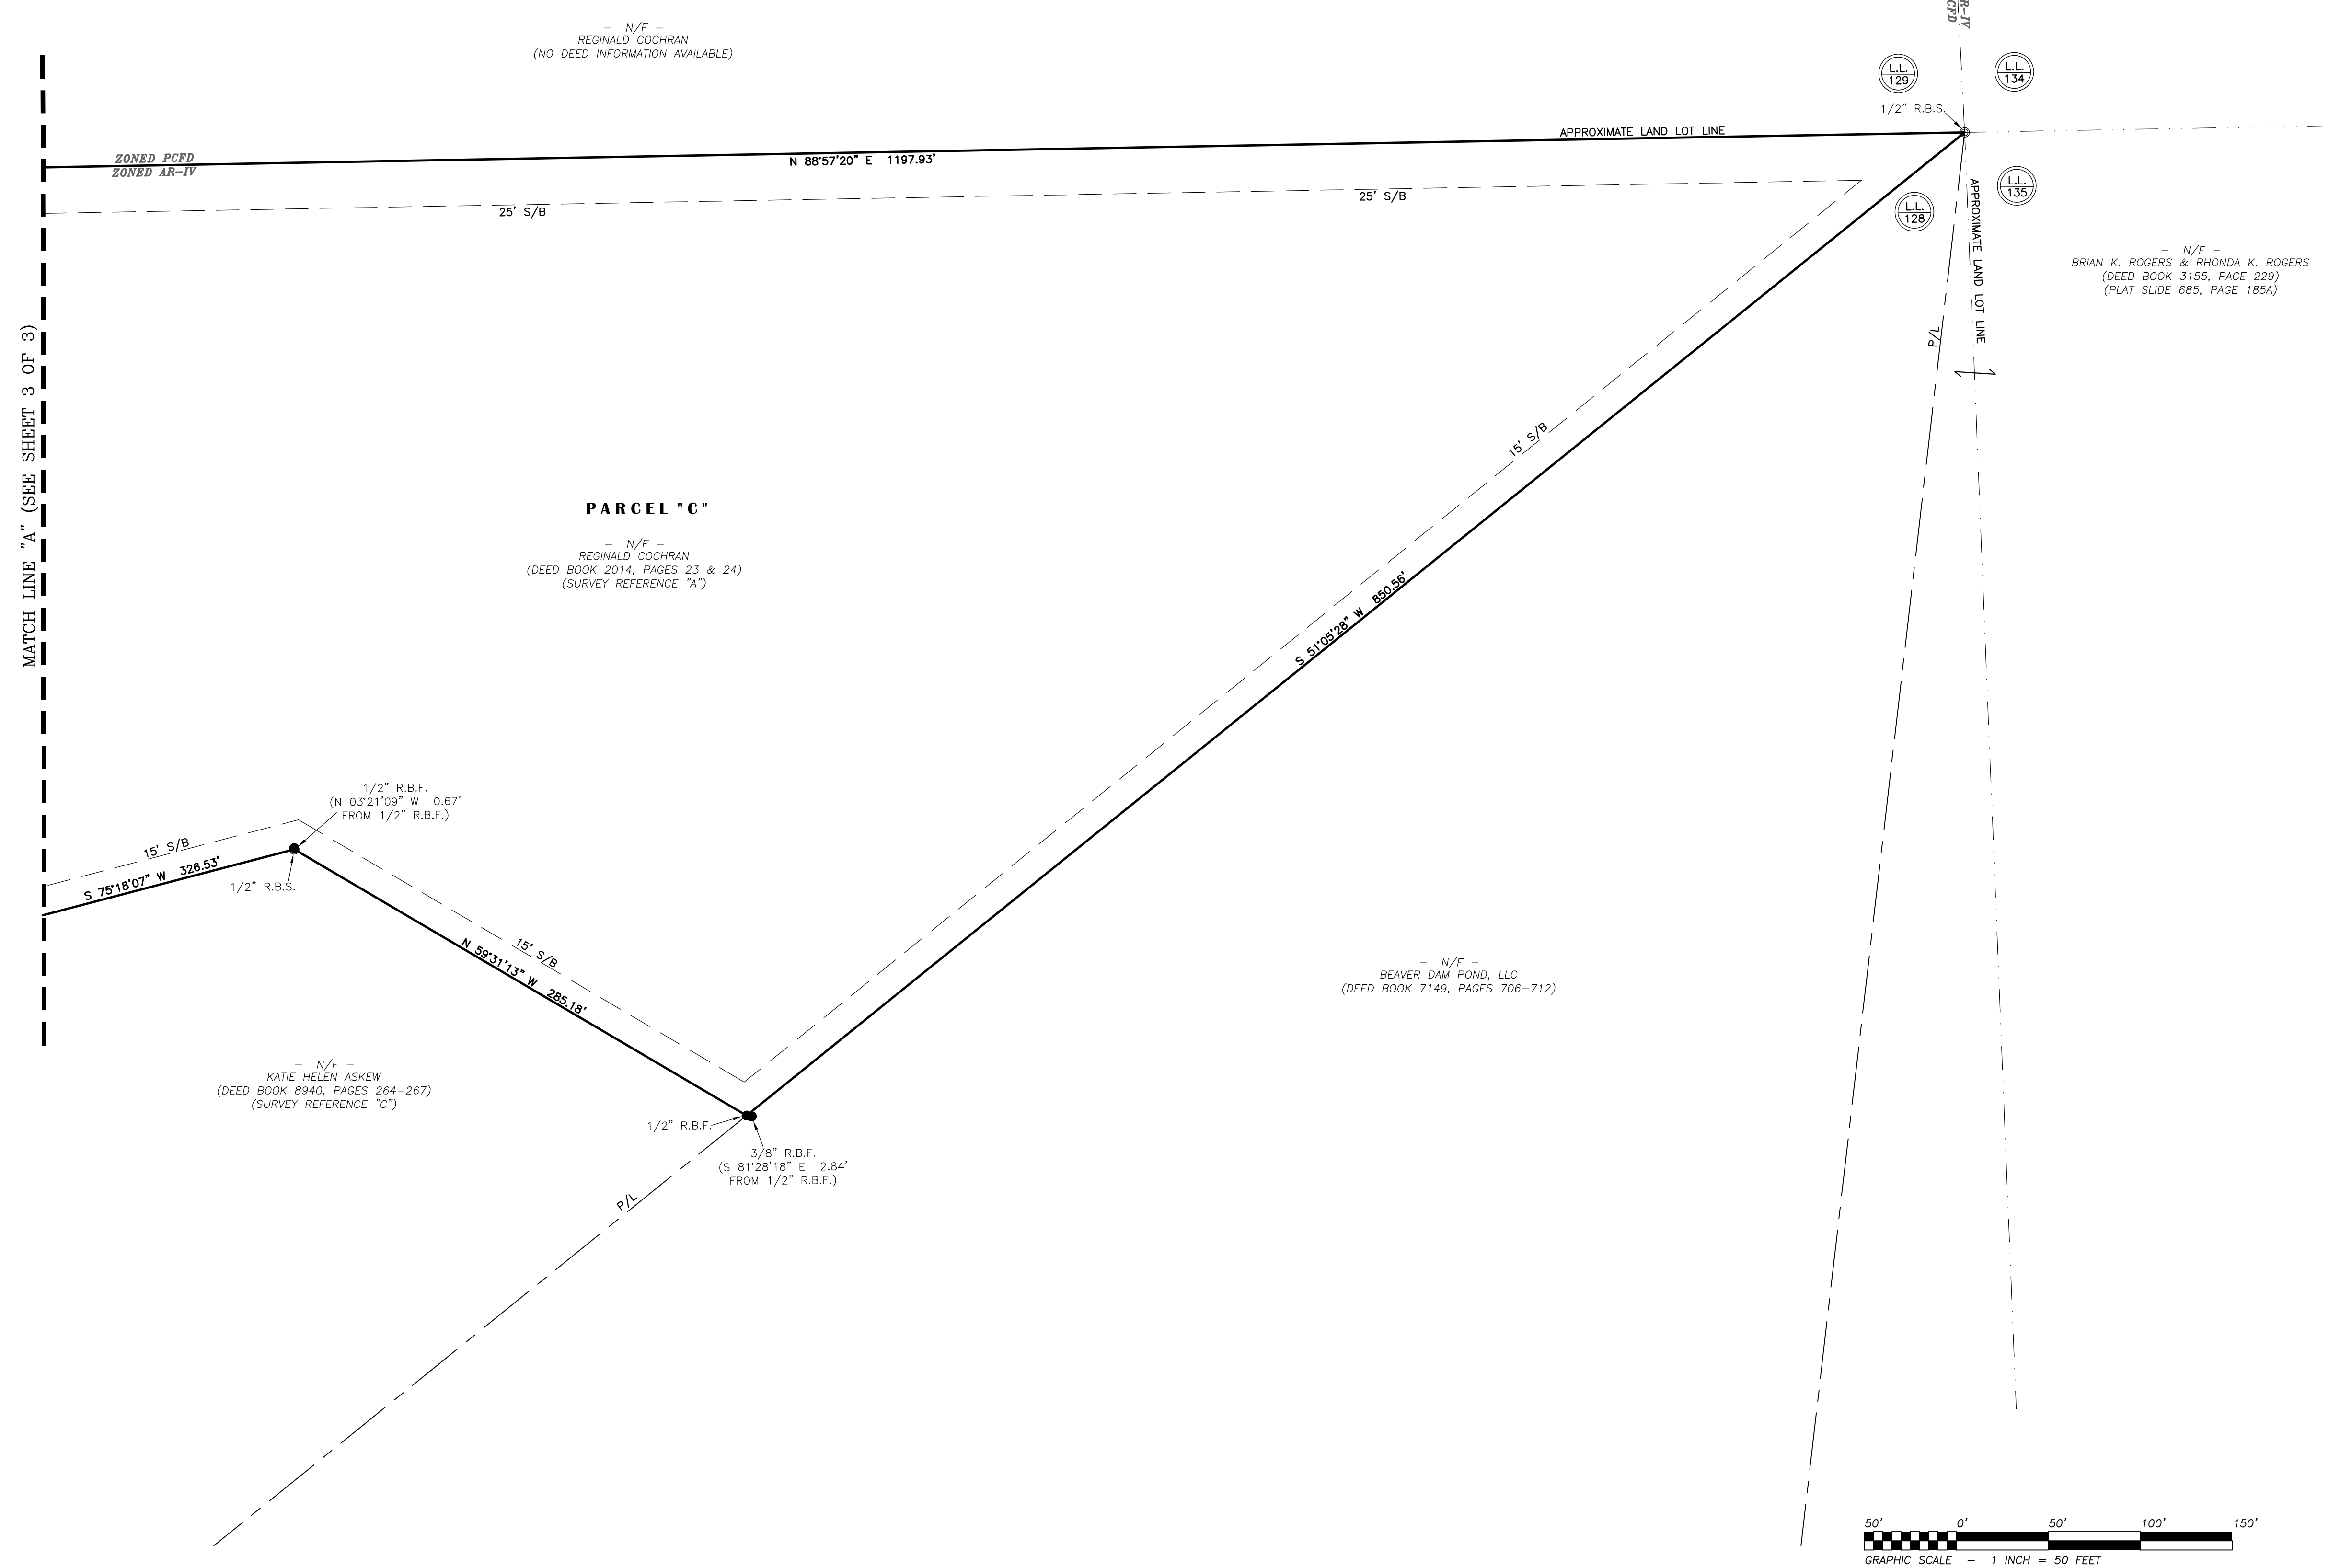 – N/F –
REGINALD COCHRAN
(NO DEED INFORMATION AVAILABLE)
AR–IV
CFD
L.L.
129
L.L.
134
1/2" R.B.S.
APPROXIMATE LAND LOT LINE
ZONED PCFD
ZONED AR–IV
N 88°57'20" E 1197.93'
25' S/B
25' S/B
L.L.
128
L.L.
135
APPROXIMATE LAND LOT LINE
– N/F –
BRIAN K. ROGERS & RHONDA K. ROGERS
(DEED BOOK 3155, PAGE 229)
(PLAT SLIDE 685, PAGE 185A)
P/L
MATCH LINE "A" (SEE SHEET 3 OF 3)
15' S/B
PARCEL "C"
– N/F –
REGINALD COCHRAN
(DEED BOOK 2014, PAGES 23 & 24)
(SURVEY REFERENCE "A")
S 51°05'28" W 850.56'
1/2" R.B.F.
(N 03°21'09" W 0.67'
FROM 1/2" R.B.F.)
15' S/B
S 75°18'07" W 326.53'
1/2" R.B.S.
15' S/B
N 59°31'13" W 285.18'
– N/F –
BEAVER DAM POND, LLC
(DEED BOOK 7149, PAGES 706–712)
– N/F –
KATIE HELEN ASKEW
(DEED BOOK 8940, PAGES 264–267)
(SURVEY REFERENCE "C")
1/2" R.B.F.
3/8" R.B.F.
(S 81°28'18" E 2.84'
FROM 1/2" R.B.F.)
P/L
50' 0' 50' 100' 150'
GRAPHIC SCALE – 1 INCH = 50 FEET